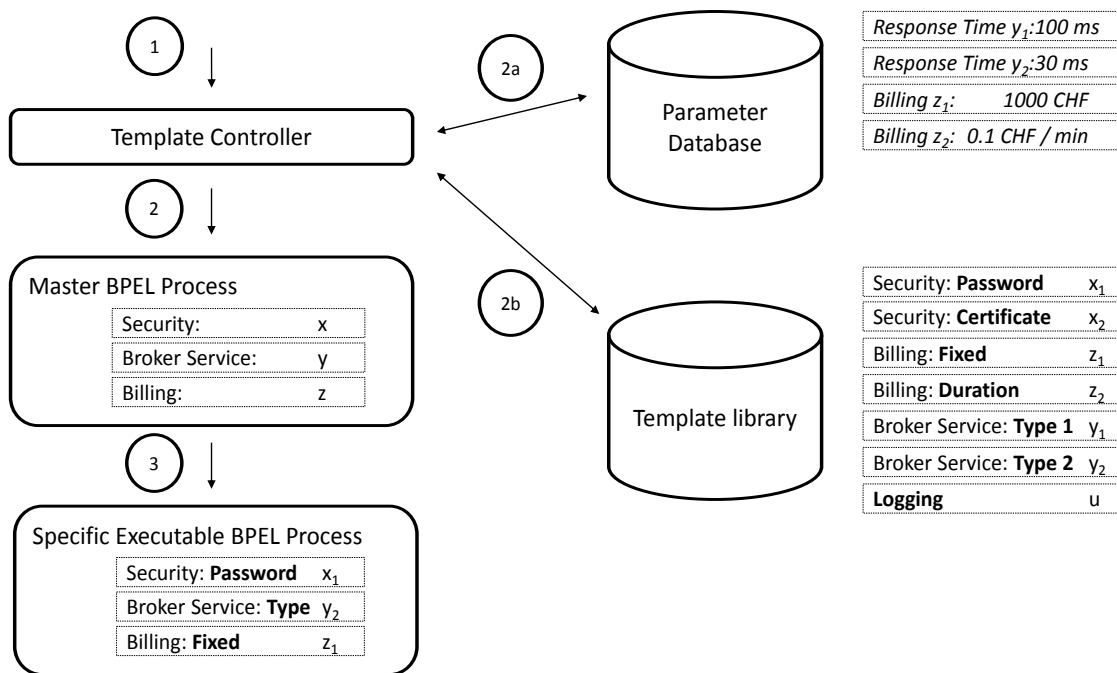 1
Template Controller
2
Master BPEL Process
Security: x
Broker Service: y
Billing: z
3
Specific Executable BPEL Process
Security: Password x₁
Broker Service: Type y₂
Billing: Fixed z₁
2a
Parameter
Database
Response Time y₁:100 ms
Response Time y₂:30 ms
Billing z₁: 1000 CHF
Billing z₂: 0.1 CHF / min
2b
Template library
Security: Password x₁
Security: Certificate x₂
Billing: Fixed z₁
Billing: Duration z₂
Broker Service: Type 1 y₁
Broker Service: Type 2 y₂
Logging u